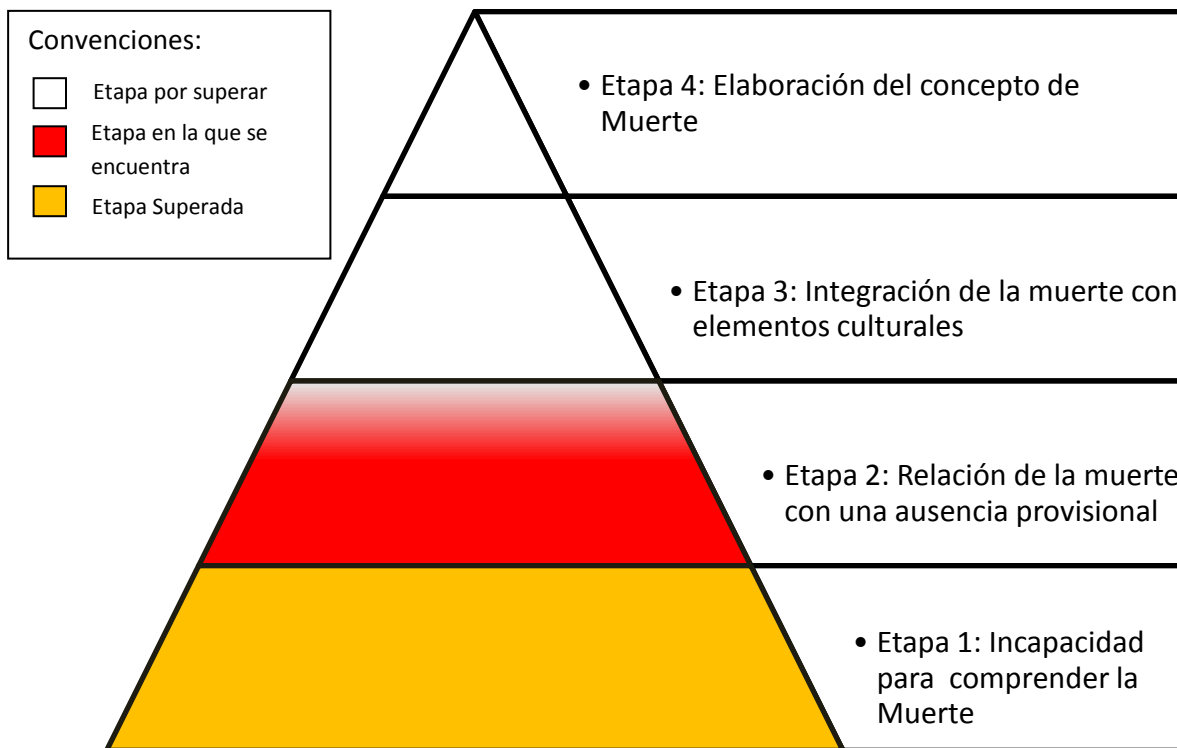 Convenciones:
Etapa por superar
Etapa en la que se
encuentra
Etapa Superada
• Etapa 4: Elaboración del concepto de
Muerte
• Etapa 3: Integración de la muerte con
elementos culturales
• Etapa 2: Relación de la muerte
con una ausencia provisional
• Etapa 1: Incapacidad
para comprender la
Muerte